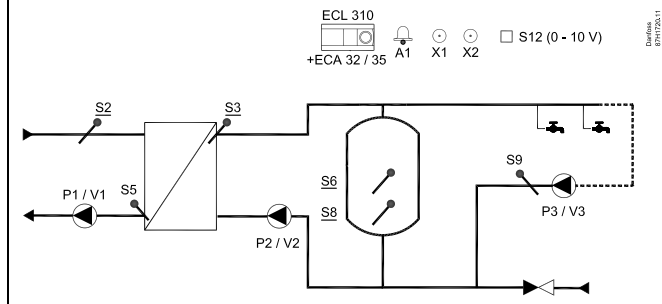 ECL 310
+ECA 32 / 35
A1
X1
X2
S12 (0 - 10 V)
Danfoss
87H1720.11
S2
S3
S9
S6
S5
P1 / V1
S8
P3 / V3
P2 / V2